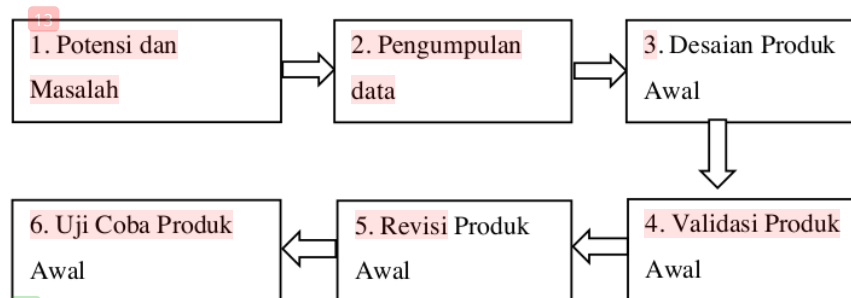 13
1. Potensi dan
Masalah
2. Pengumpulan
data
3. Desaian Produk
Awal
4. Validasi Produk
Awal
5. Revisi Produk
Awal
6. Uji Coba Produk
Awal